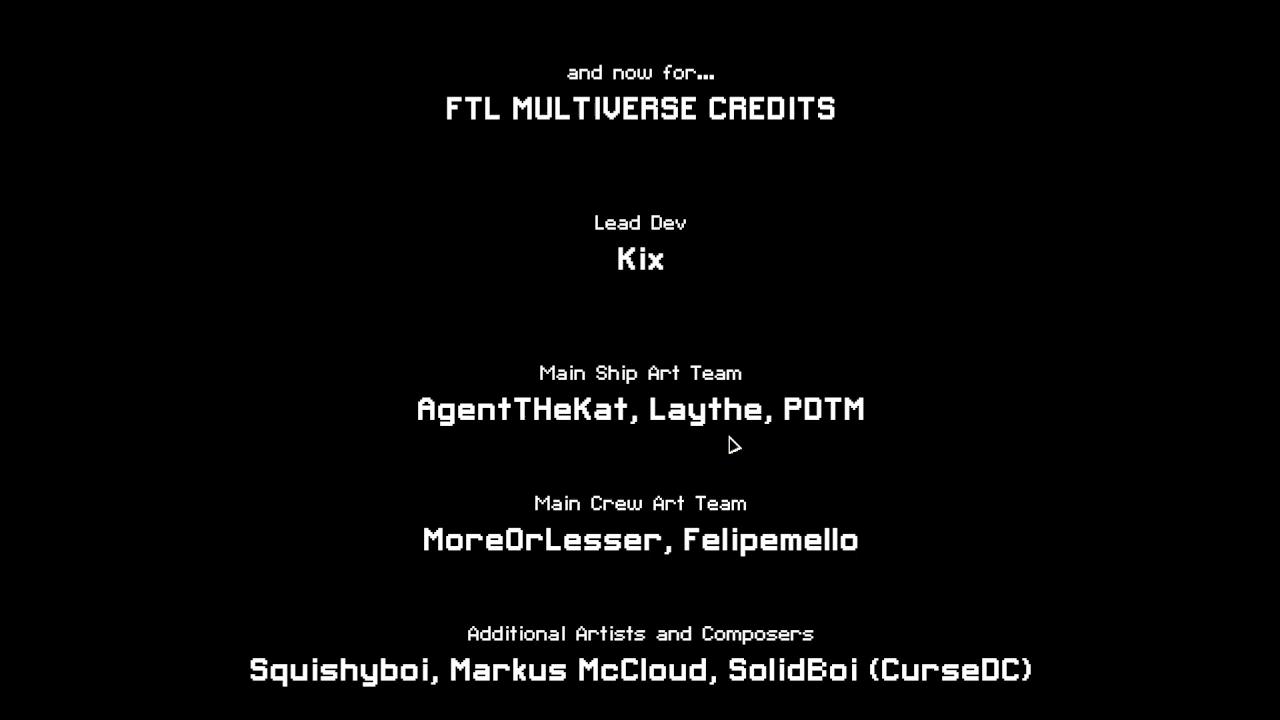 and now for...
FTL MULTIVERSE CREDITS
Lead Dev
Kix
Main Ship Art Team
AgentTHeKat, Laythe, PDTM
Main Crew Art Team
MoreOrLesser, Felipemello
Additional Artists and Composers
Squishyboi, Markus McCloud, SolidBoi (CurseDC)